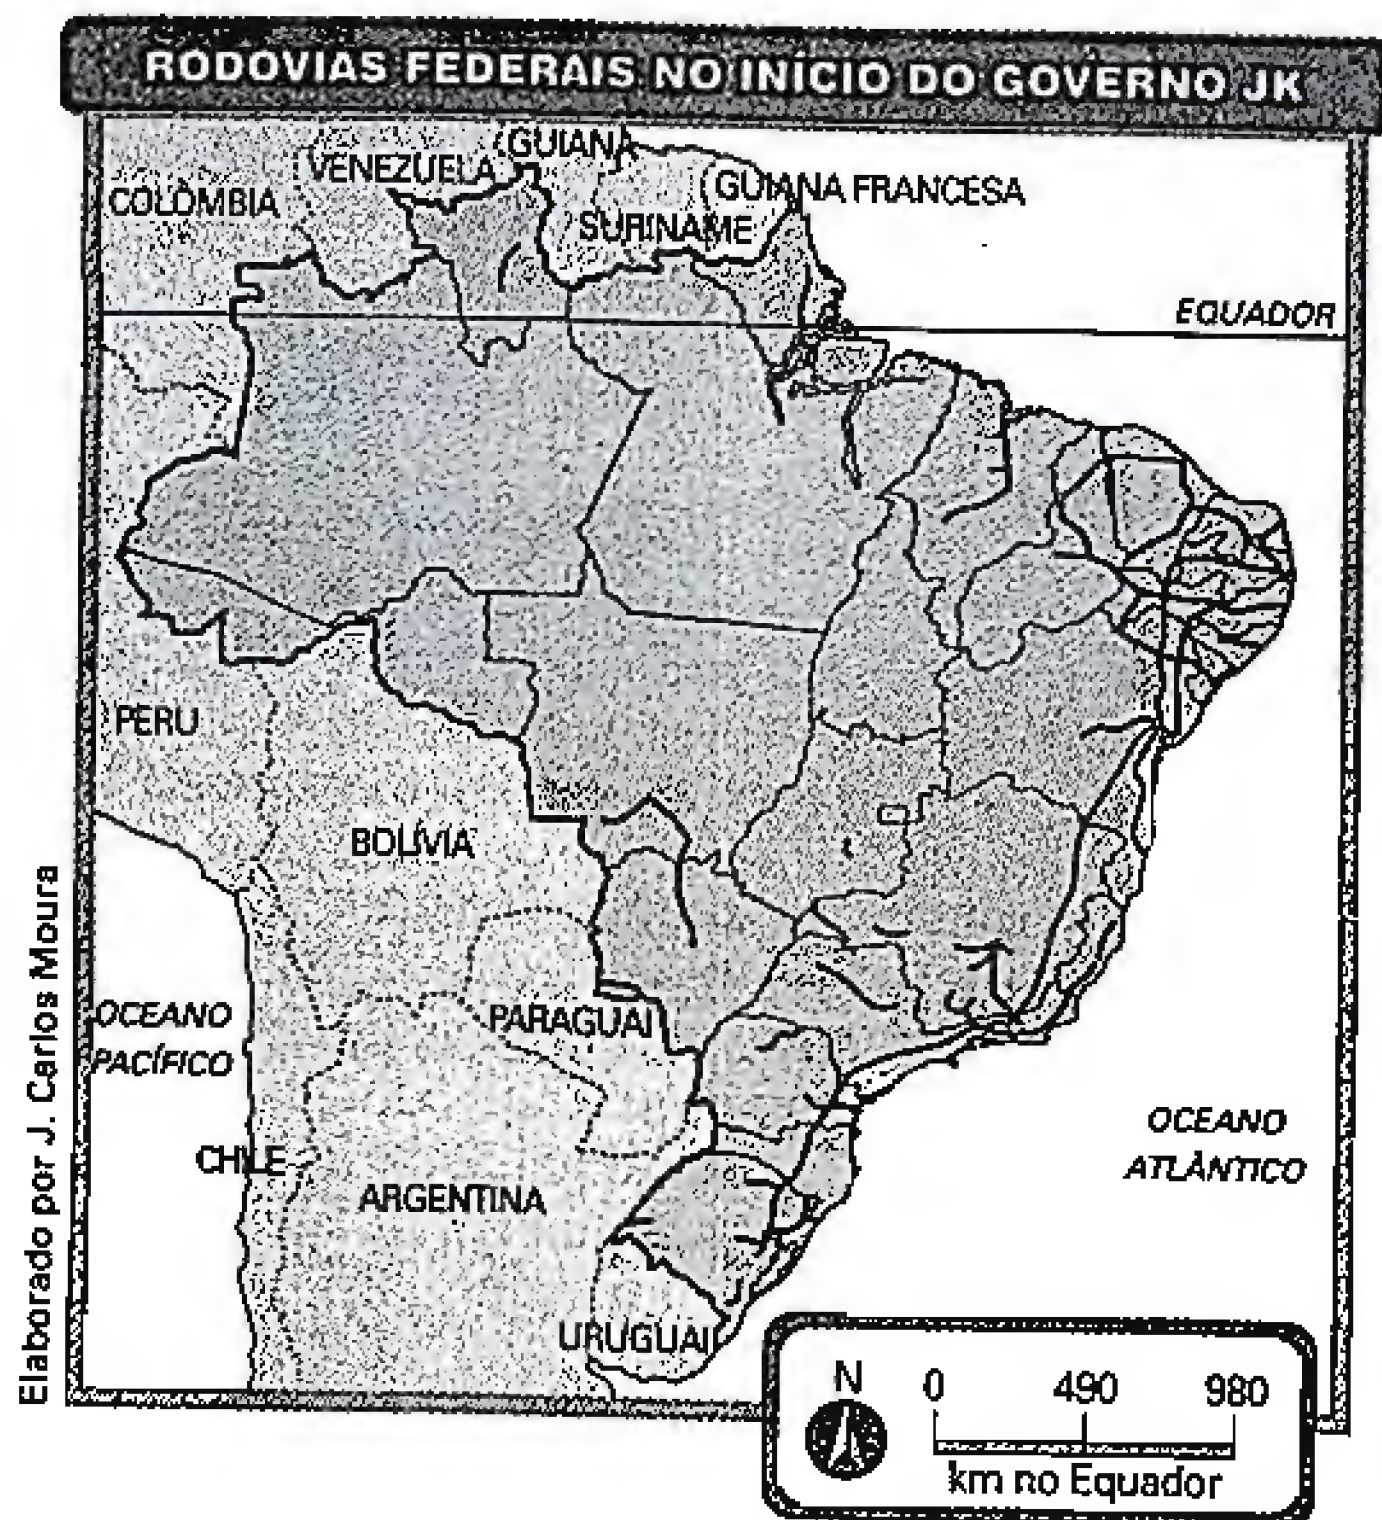 RODOVIAS FEDERAIS NO INÍCIO DO GOVERNO JK
GUIANA
VENEZUELA
COLÔMBIA
GUIANA FRANCESA
SURINAME
EQUADOR
PERU
BOLÍVIA
OCEANO
PACÍFICO
PARAGUAI
OCEANO
ATLÂNTICO
CHILE
ARGENTINA
URUGUAI
N
0 490 980
km no Equador
Elaborado por J. Carlos Moura